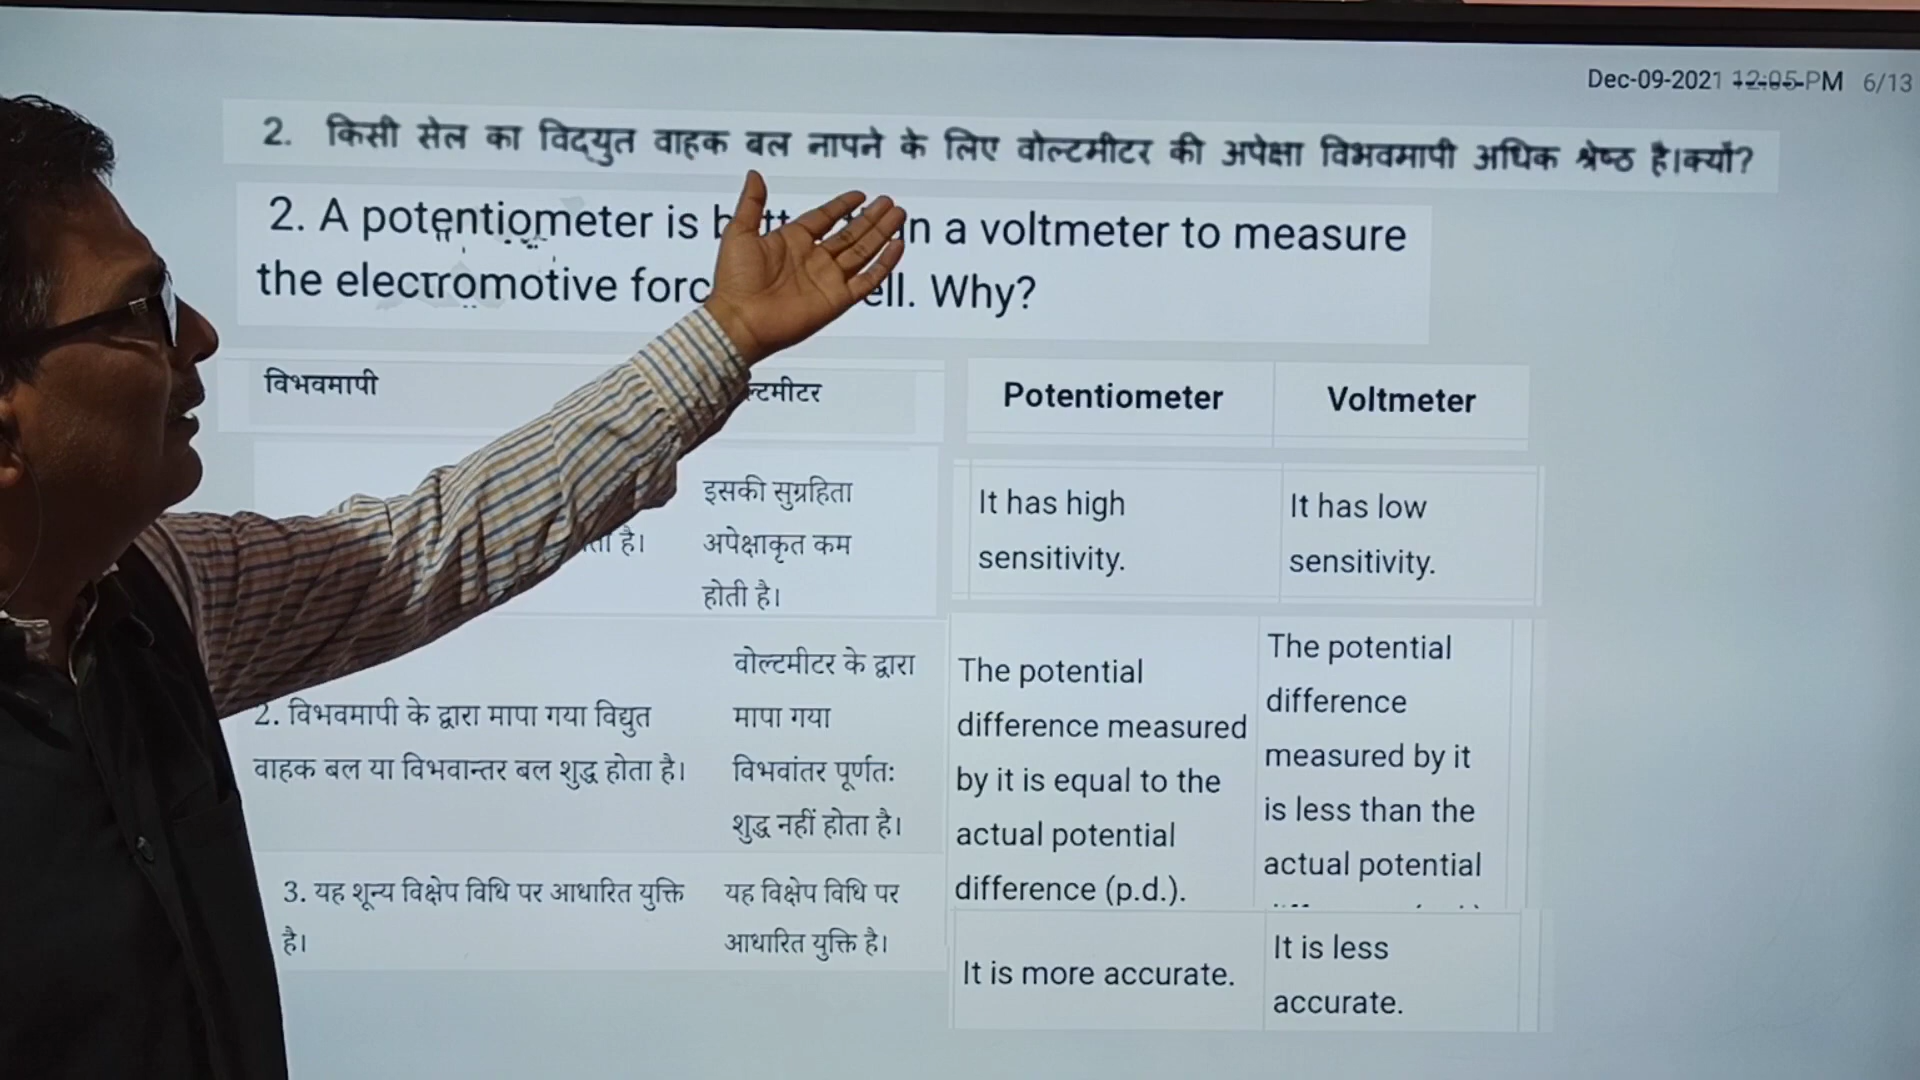 Dec-09-2021 12:05 PM 6/13
2. किसी सेल का विद्युत वाहक बल नापने के लिए वोल्टमीटर की अपेक्षा विभवमापी अधिक श्रेष्ठ है।क्यों?
2. A potentiometer is a voltmeter to measure
the electromotive Why?
विभवमापी
Potentiometer Voltmeter
इसकी सुग्रहिता
है। अपेक्षाकृत कम
होती है।
It has high
sensitivity.
It has low
sensitivity.
2. विभवमापी के द्वारा मापा गया विद्युत
वाहक बल या विभवान्तर बल शुद्ध होता है।
वोल्टमीटर के द्वारा
मापा गया
विभवांतर पूर्णतः
शुद्ध नहीं होता है।
The potential
difference measured
by it is equal to the
actual potential
difference (p.d.).
The potential
difference
measured by it
is less than the
actual potential
3. यह शून्य विक्षेप विधि पर आधारित युक्ति
है।
यह विक्षेप विधि पर
आधारित युक्ति है।
It is more accurate.
It is less
accurate.